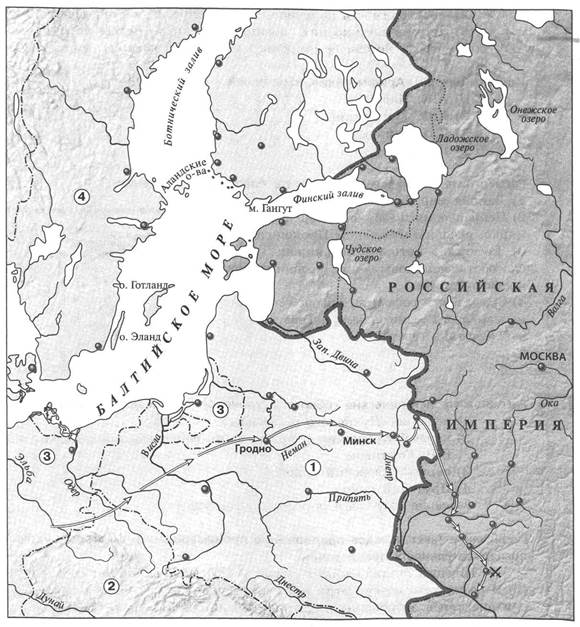 Ботнический залив
Онежское
озеро
Ладожское
озеро
Аландские
о-ва
④
м. Гангут
Финский залив
Чудское
озеро
о. Готланд
БАЛТИЙСКОЕ МОРЕ
РОССИЙСКАЯ
Волга
о. Эланд
Зап. Двина
МОСКВА
Ока
③
ИМПЕРИЯ
③
Эльба
Одер
Висла
Гродно
Неман
Минск
Днепр
①
Припять
②
Дунай
Днестр